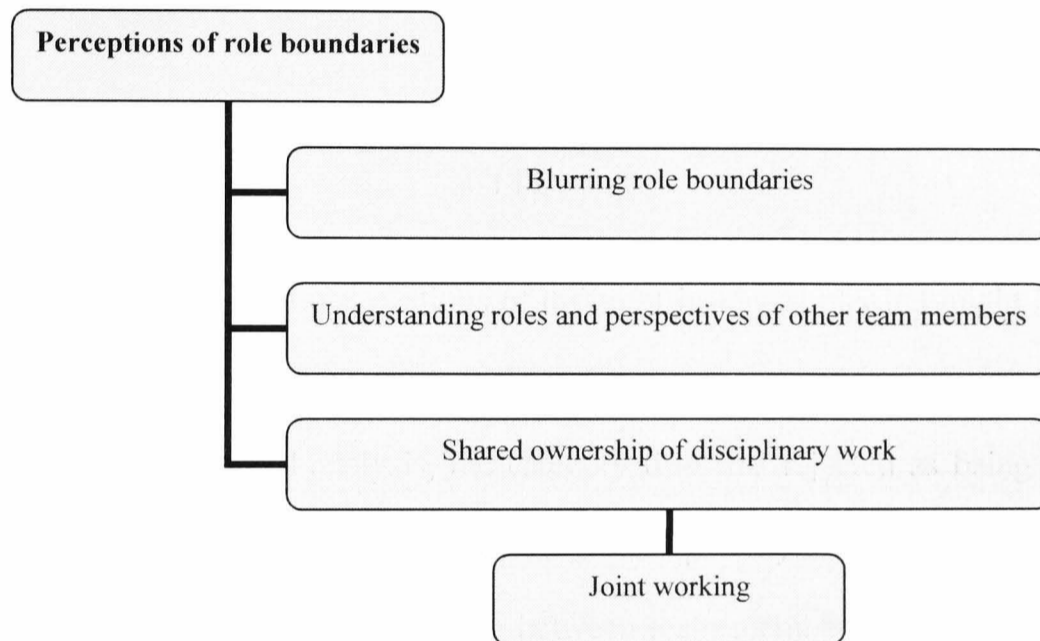 Perceptions of role boundaries
Blurring role boundaries
Understanding roles and perspectives of other team members
Shared ownership of disciplinary work
Joint working